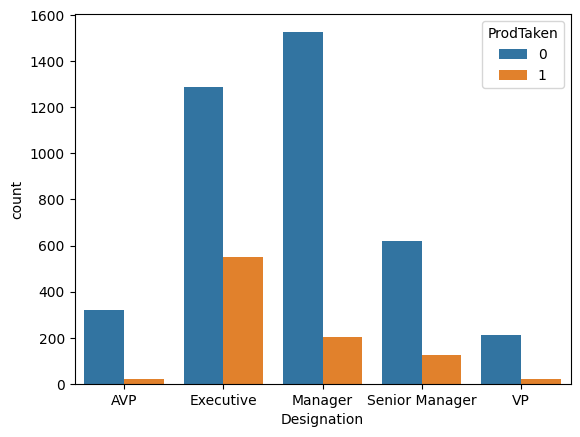 ProdTaken
0
1
1600
1400
1200
1000
800
600
400
200
0
count
AVP
Executive
Manager
Senior Manager
VP
Designation